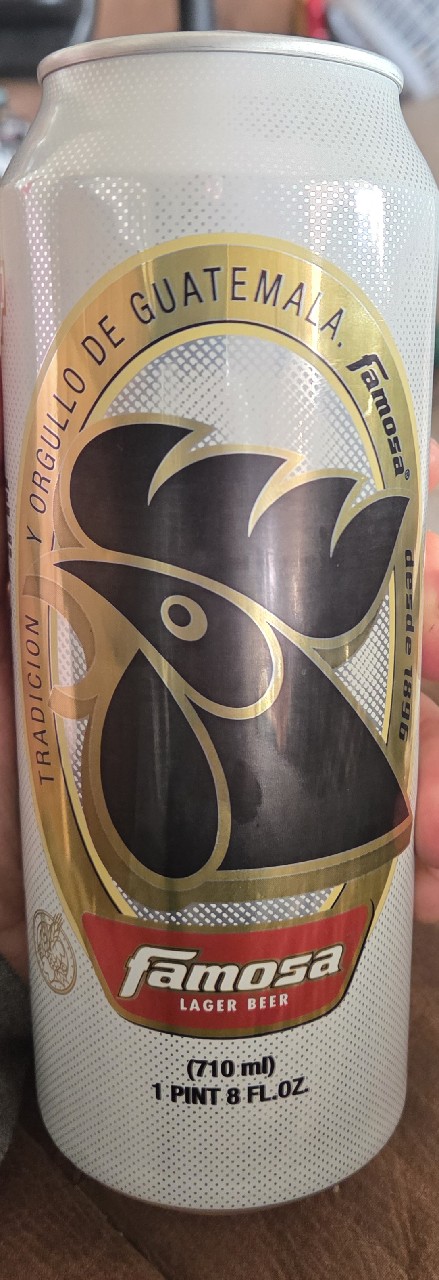 TRADICION Y ORGULLO DE GUATEMALA.
famosa®
desde 1896
famosa
LAGER BEER
(710 ml)
1 PINT 8 FL.OZ.